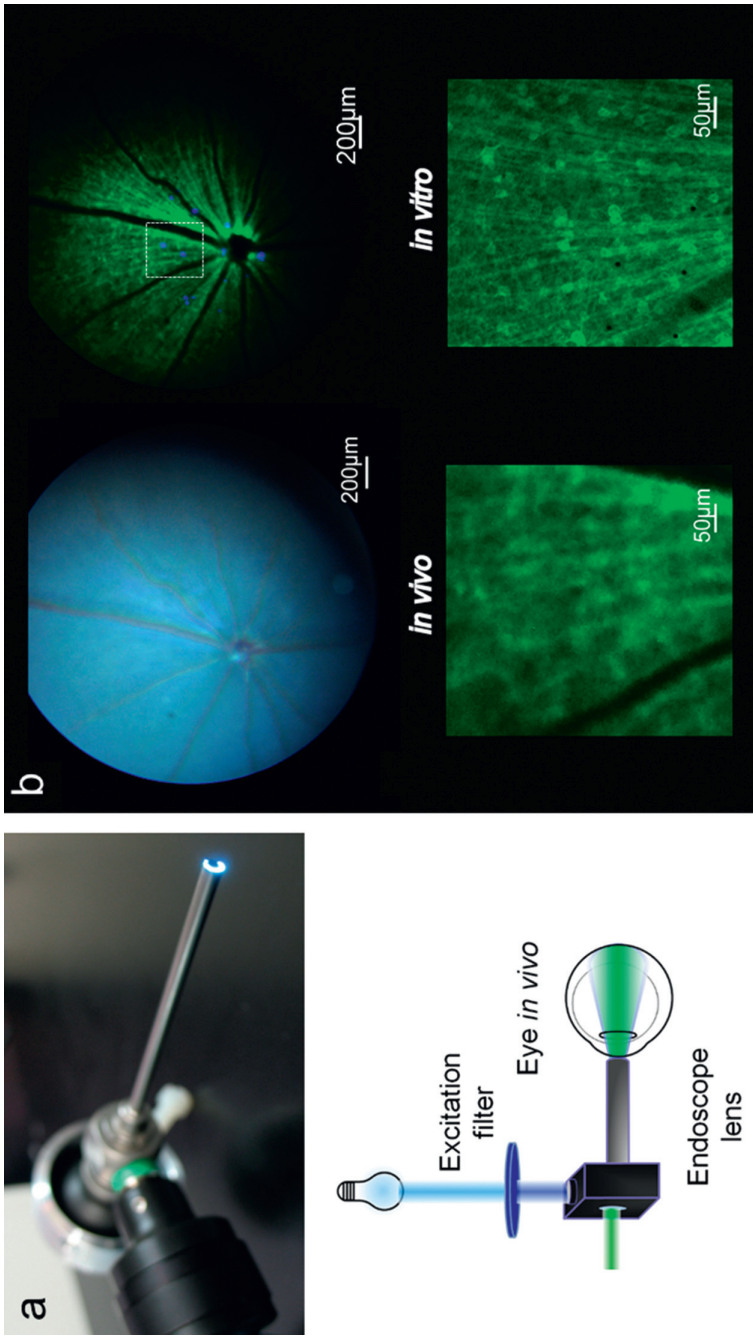 a
Excitation
filter
Eye in vivo
Endoscope
lens
b
200µm
200µm
in vivo
in vitro
50µm
50µm